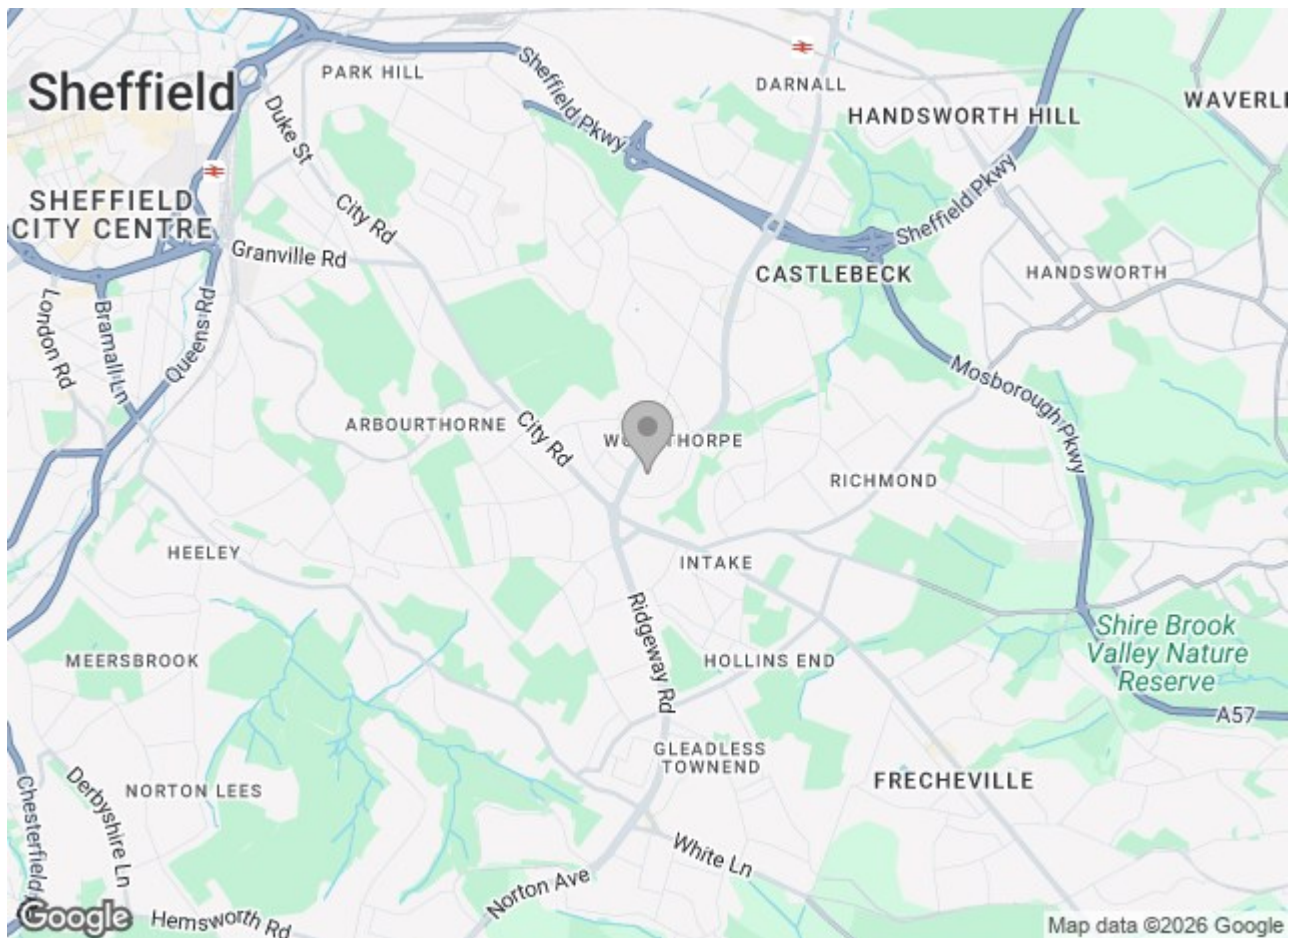 Sheffield
PARK HILL
Sheffield Pkwy
DARNALL
HANDSWORTH HILL
Duke St
SHEFFIELD
CITY CENTRE
City Rd
Granville Rd
Sheffield Pkwy
CASTLEBECK
HANDSWORTH
London Rd
Bramall Ln
Queens Rd
Mosborough Pkwy
ARBOURTHORNE
City Rd
RICHMOND
HEELEY
INTAKE
Ridgeway Rd
MEERSBROOK
HOLLINS END
Shire Brook
Valley Nature
Reserve
A57
GLEADLESS
TOWNEND
FRECHEVILLE
NORTON LEES
Derbyshire Ln
Chesterfield
White Ln
Norton Ave
Hemsworth Rd
Google
Map data ©2026 Google